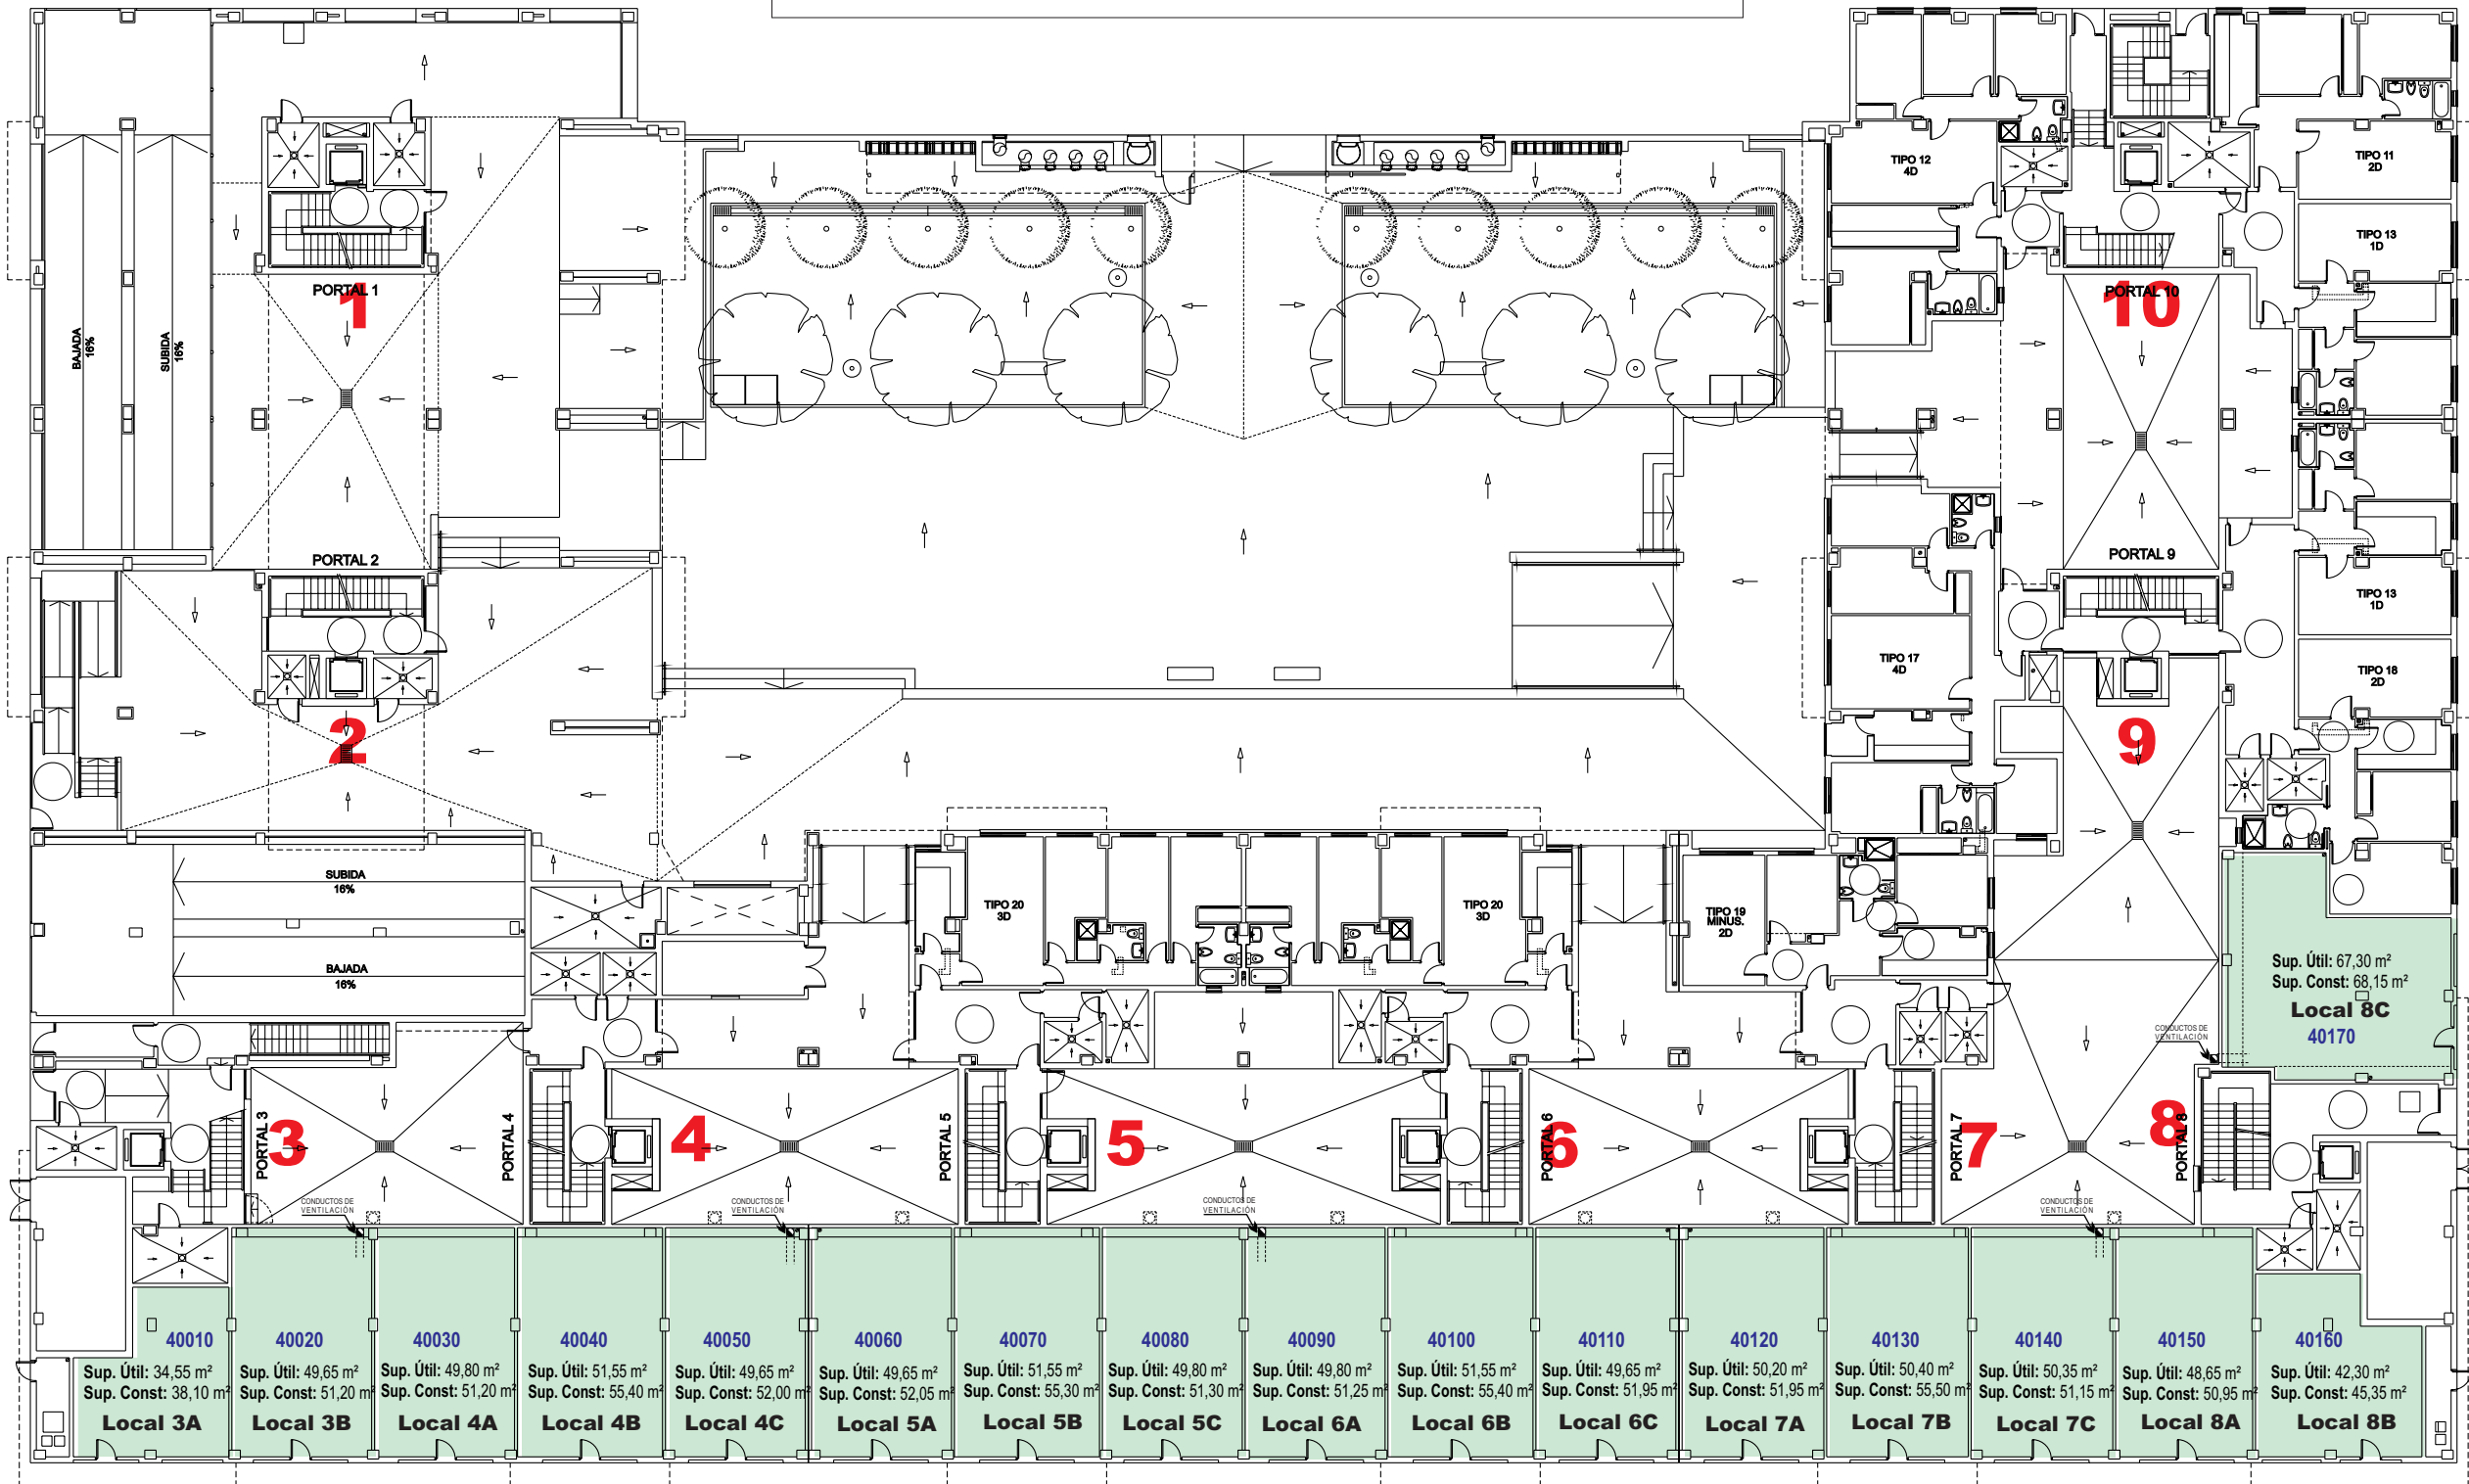 TIPO 12
4D
TIPO 11
2D
TIPO 13
1D
PORTAL 1
1
PORTAL 10
10
BAJADA
16%
SUBIDA
16%
PORTAL 2
PORTAL 9
TIPO 13
1D
TIPO 17
4D
TIPO 18
2D
2
9
SUBIDA
16%
BAJADA
16%
TIPO 20
3D
TIPO 20
3D
TIPO 19
MINUS.
2D
Sup. Útil: 67,30 m²
Sup. Const: 68,15 m²
Local 8C
40170
CONDUCTOS DE
VENTILACIÓN
PORTAL 3
3
PORTAL 4
4
PORTAL 5
5
PORTAL 6
6
PORTAL 7
7
PORTAL 8
8
CONDUCTOS DE
VENTILACIÓN
CONDUCTOS DE
VENTILACIÓN
CONDUCTOS DE
VENTILACIÓN
CONDUCTOS DE
VENTILACIÓN
40010
Sup. Útil: 34,55 m²
Sup. Const: 38,10 m²
Local 3A
40020
Sup. Útil: 49,65 m²
Sup. Const: 51,20 m²
Local 3B
40030
Sup. Útil: 49,80 m²
Sup. Const: 51,20 m²
Local 4A
40040
Sup. Útil: 51,55 m²
Sup. Const: 55,40 m²
Local 4B
40050
Sup. Útil: 49,65 m²
Sup. Const: 52,00 m²
Local 4C
40060
Sup. Útil: 49,65 m²
Sup. Const: 52,05 m²
Local 5A
40070
Sup. Útil: 51,55 m²
Sup. Const: 55,30 m²
Local 5B
40080
Sup. Útil: 49,80 m²
Sup. Const: 51,30 m²
Local 5C
40090
Sup. Útil: 49,80 m²
Sup. Const: 51,25 m²
Local 6A
40100
Sup. Útil: 51,55 m²
Sup. Const: 55,40 m²
Local 6B
40110
Sup. Útil: 49,65 m²
Sup. Const: 51,95 m²
Local 6C
40120
Sup. Útil: 50,20 m²
Sup. Const: 51,95 m²
Local 7A
40130
Sup. Útil: 50,40 m²
Sup. Const: 55,50 m²
Local 7B
40140
Sup. Útil: 50,35 m²
Sup. Const: 51,15 m²
Local 7C
40150
Sup. Útil: 48,65 m²
Sup. Const: 50,95 m²
Local 8A
40160
Sup. Útil: 42,30 m²
Sup. Const: 45,35 m²
Local 8B